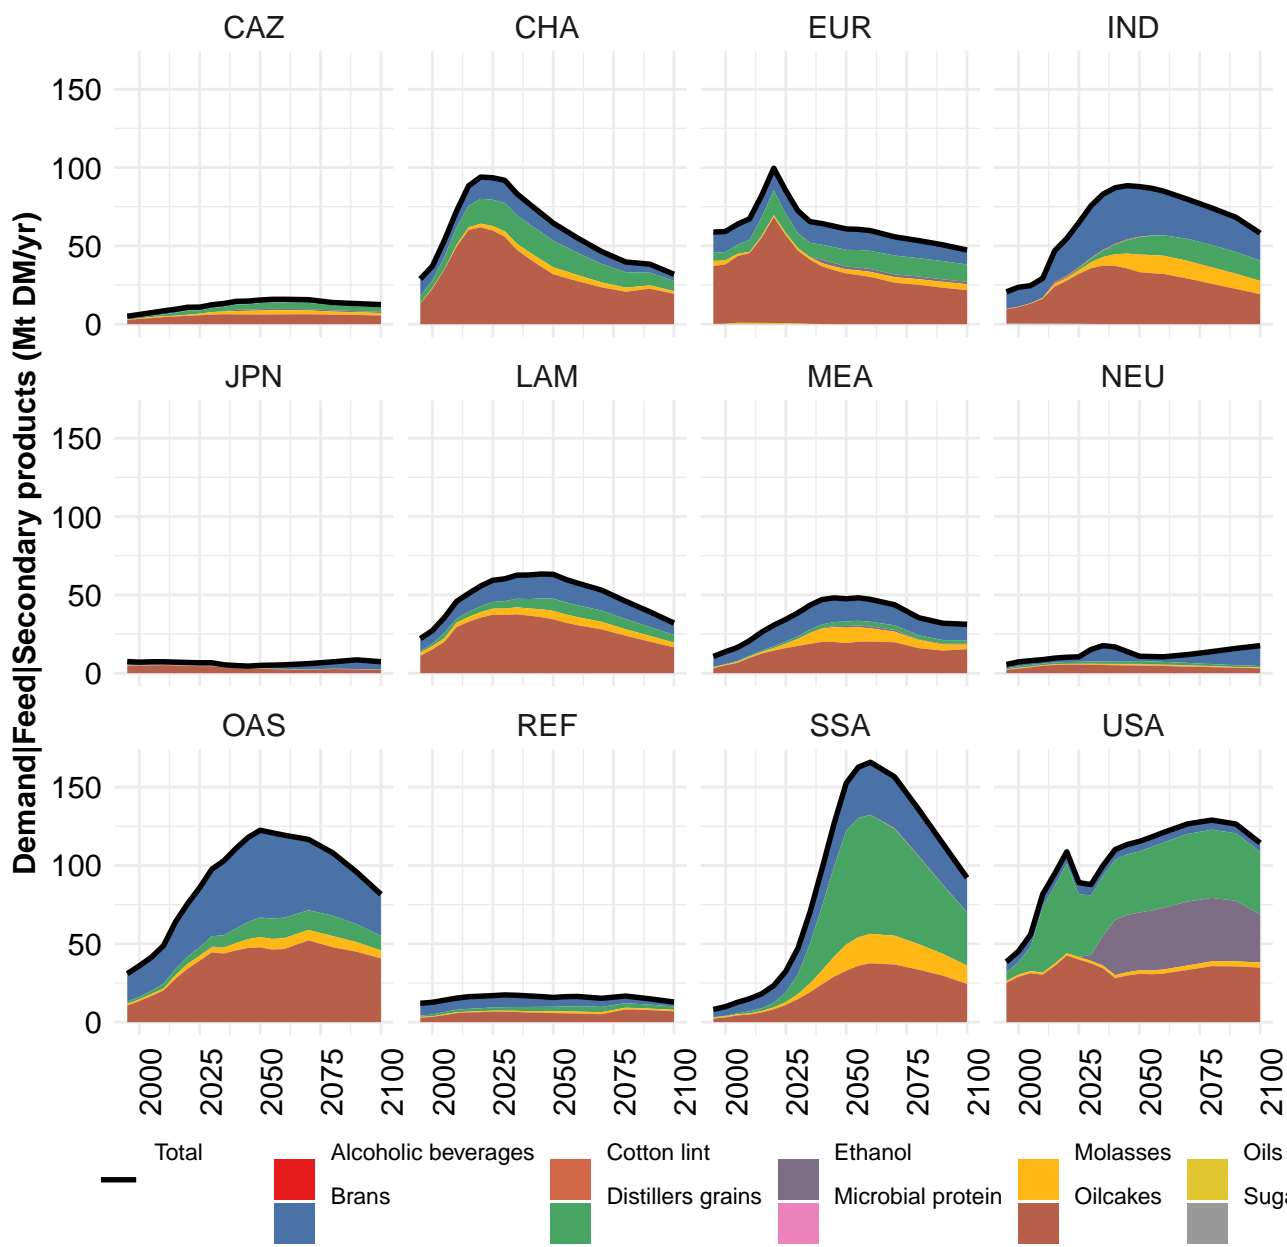 CAZ CHA EUR IND
150
100
50
0
JPN LAM MEA NEU
150
100
50
0
OAS REF SSA USA
150
100
50
0
Demand|Feed|Secondary products (Mt DM/yr)
2000 2025 2050 2075 2100 2000 2025 2050 2075 2100 2000 2025 2050 2075 2100 2000 2025 2050 2075 2100
Total Alcoholic beverages Cotton lint Ethanol Molasses Oils
Brans Distillers grains Microbial protein Oilcakes Suga